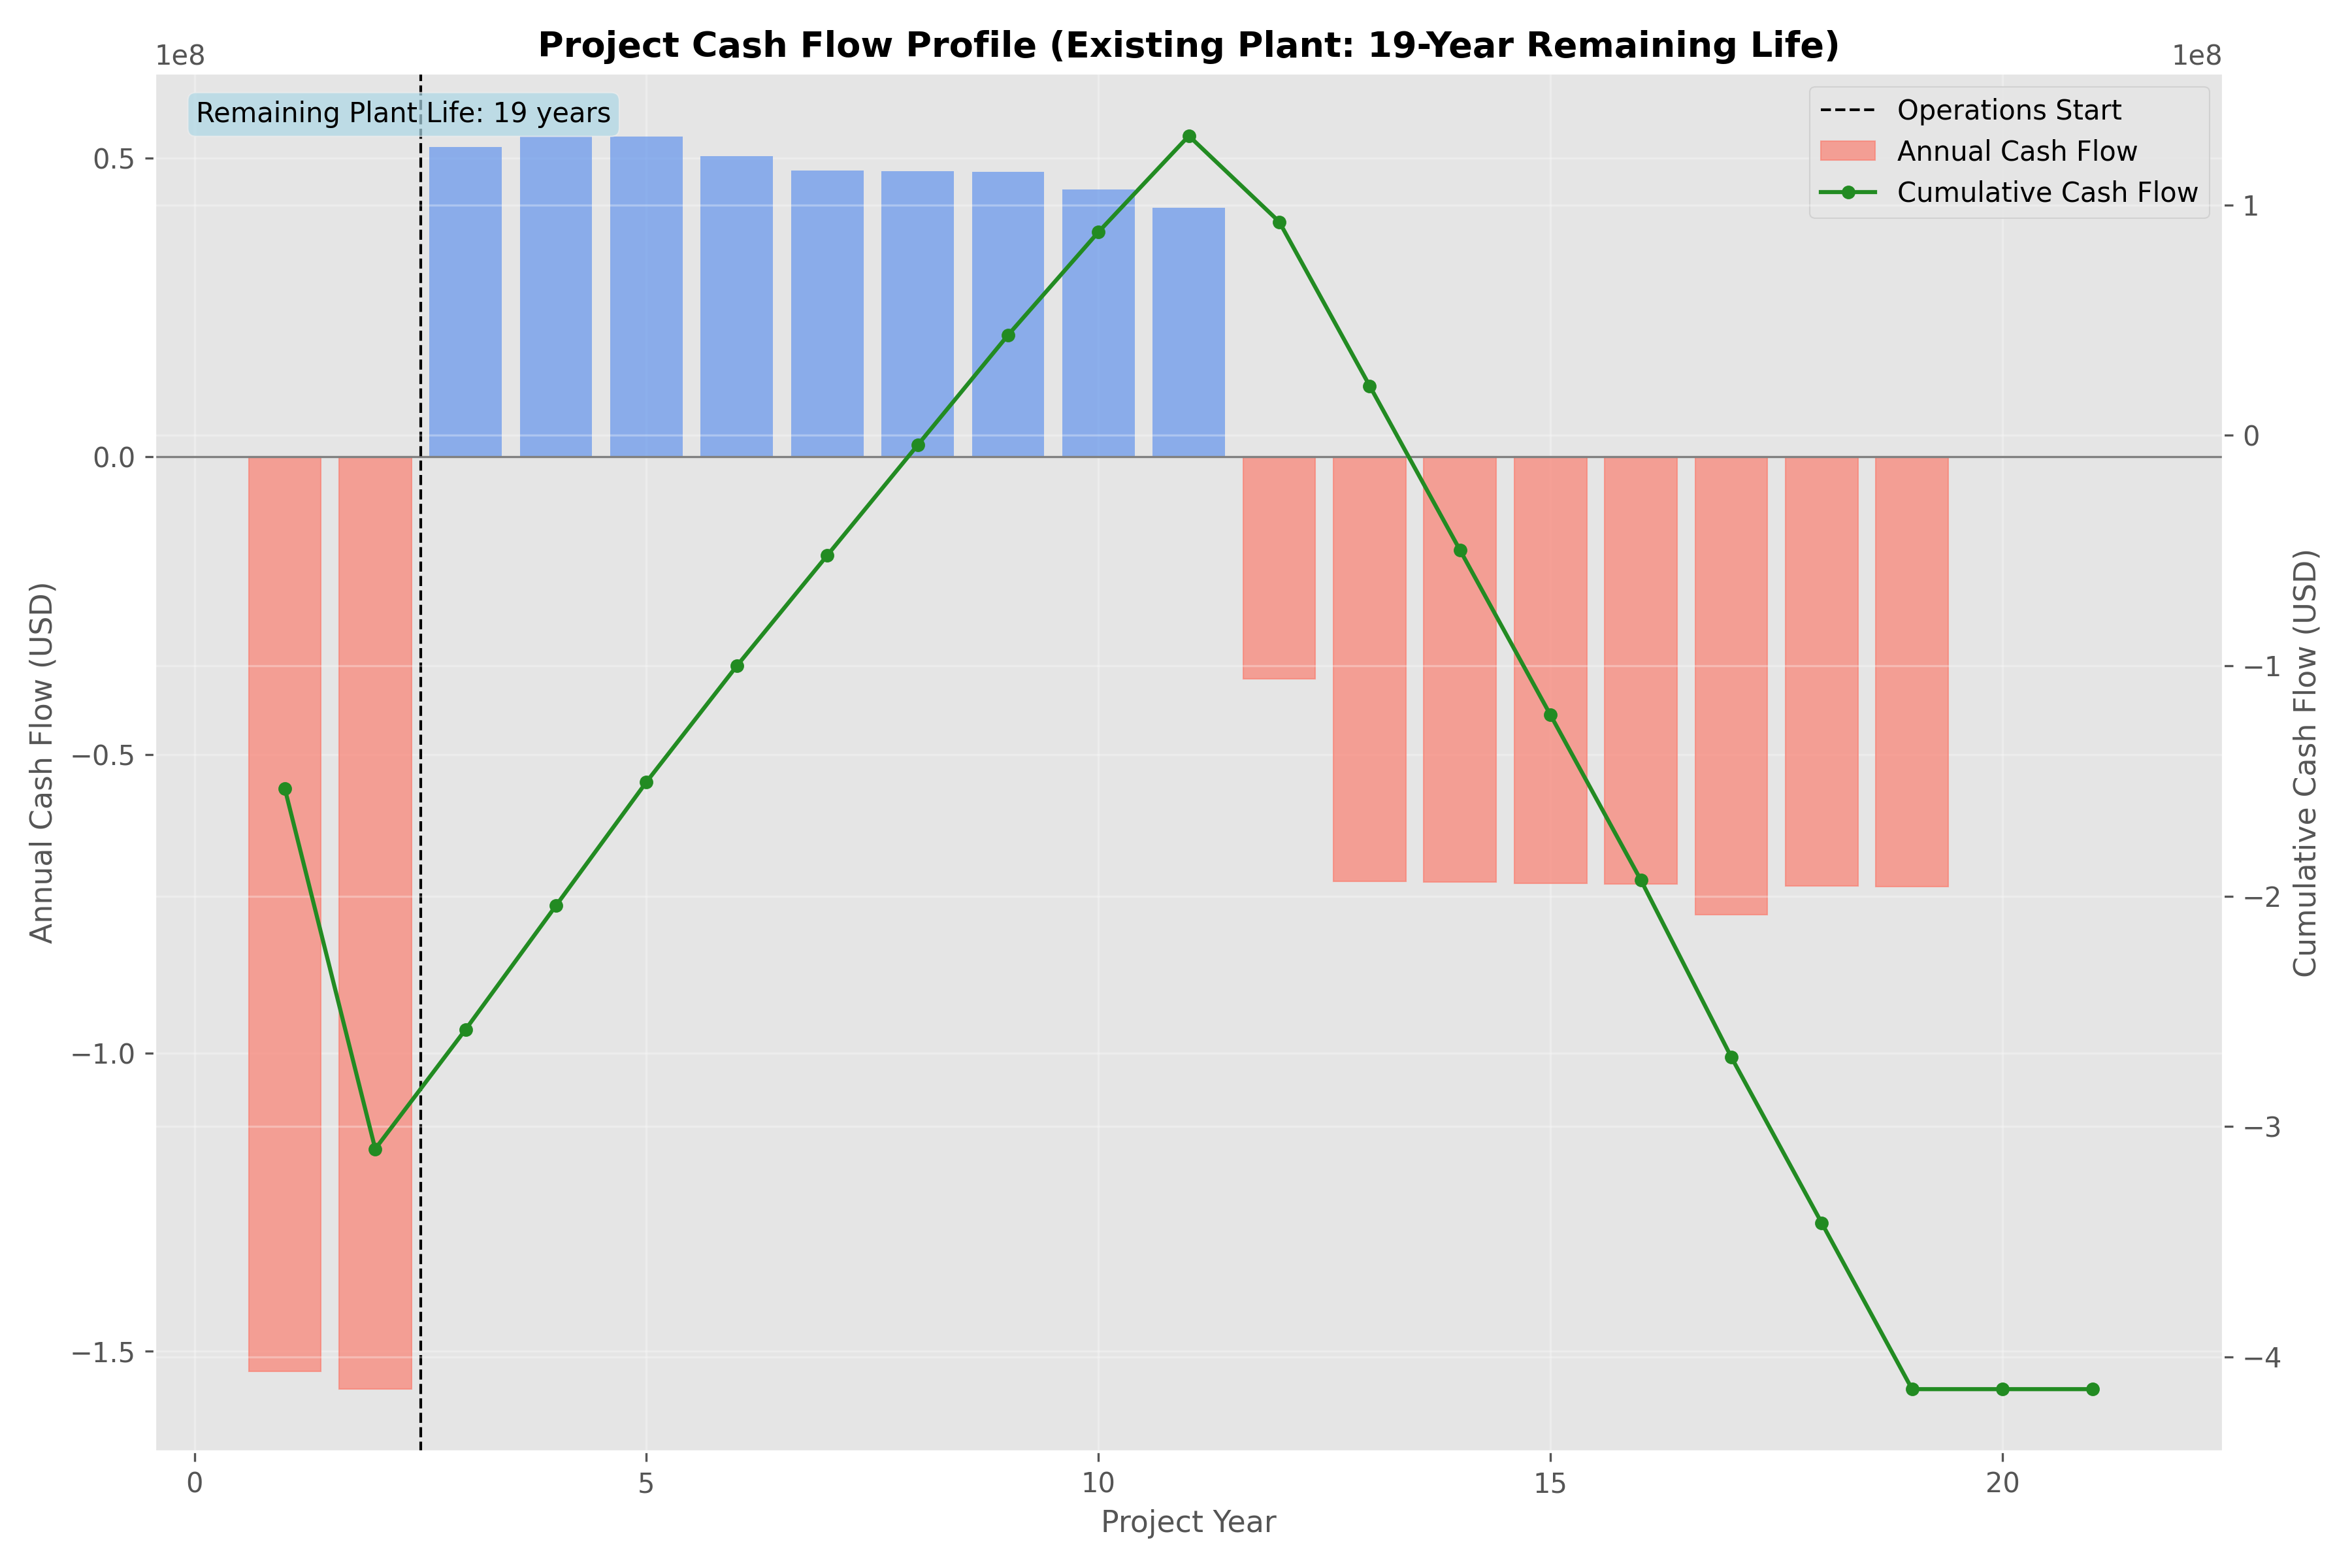 Project Cash Flow Profile (Existing Plant: 19-Year Remaining Life)
1e8
1e8
Remaining Plant Life: 19 years
Operations Start
Annual Cash Flow
Cumulative Cash Flow
Annual Cash Flow (USD)
0.5
0.0
−0.5
−1.0
−1.5
1
0
−1
−2
−3
−4
Cumulative Cash Flow (USD)
0
5
10
15
20
Project Year